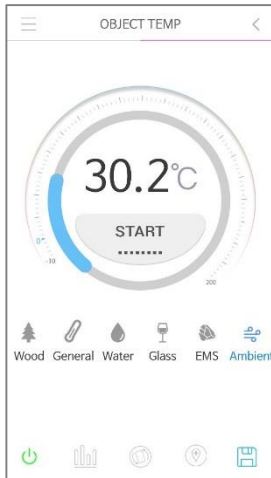 OBJECT TEMP
30.2°C
START
0°
-10
200
Wood General Water Glass EMS Ambient